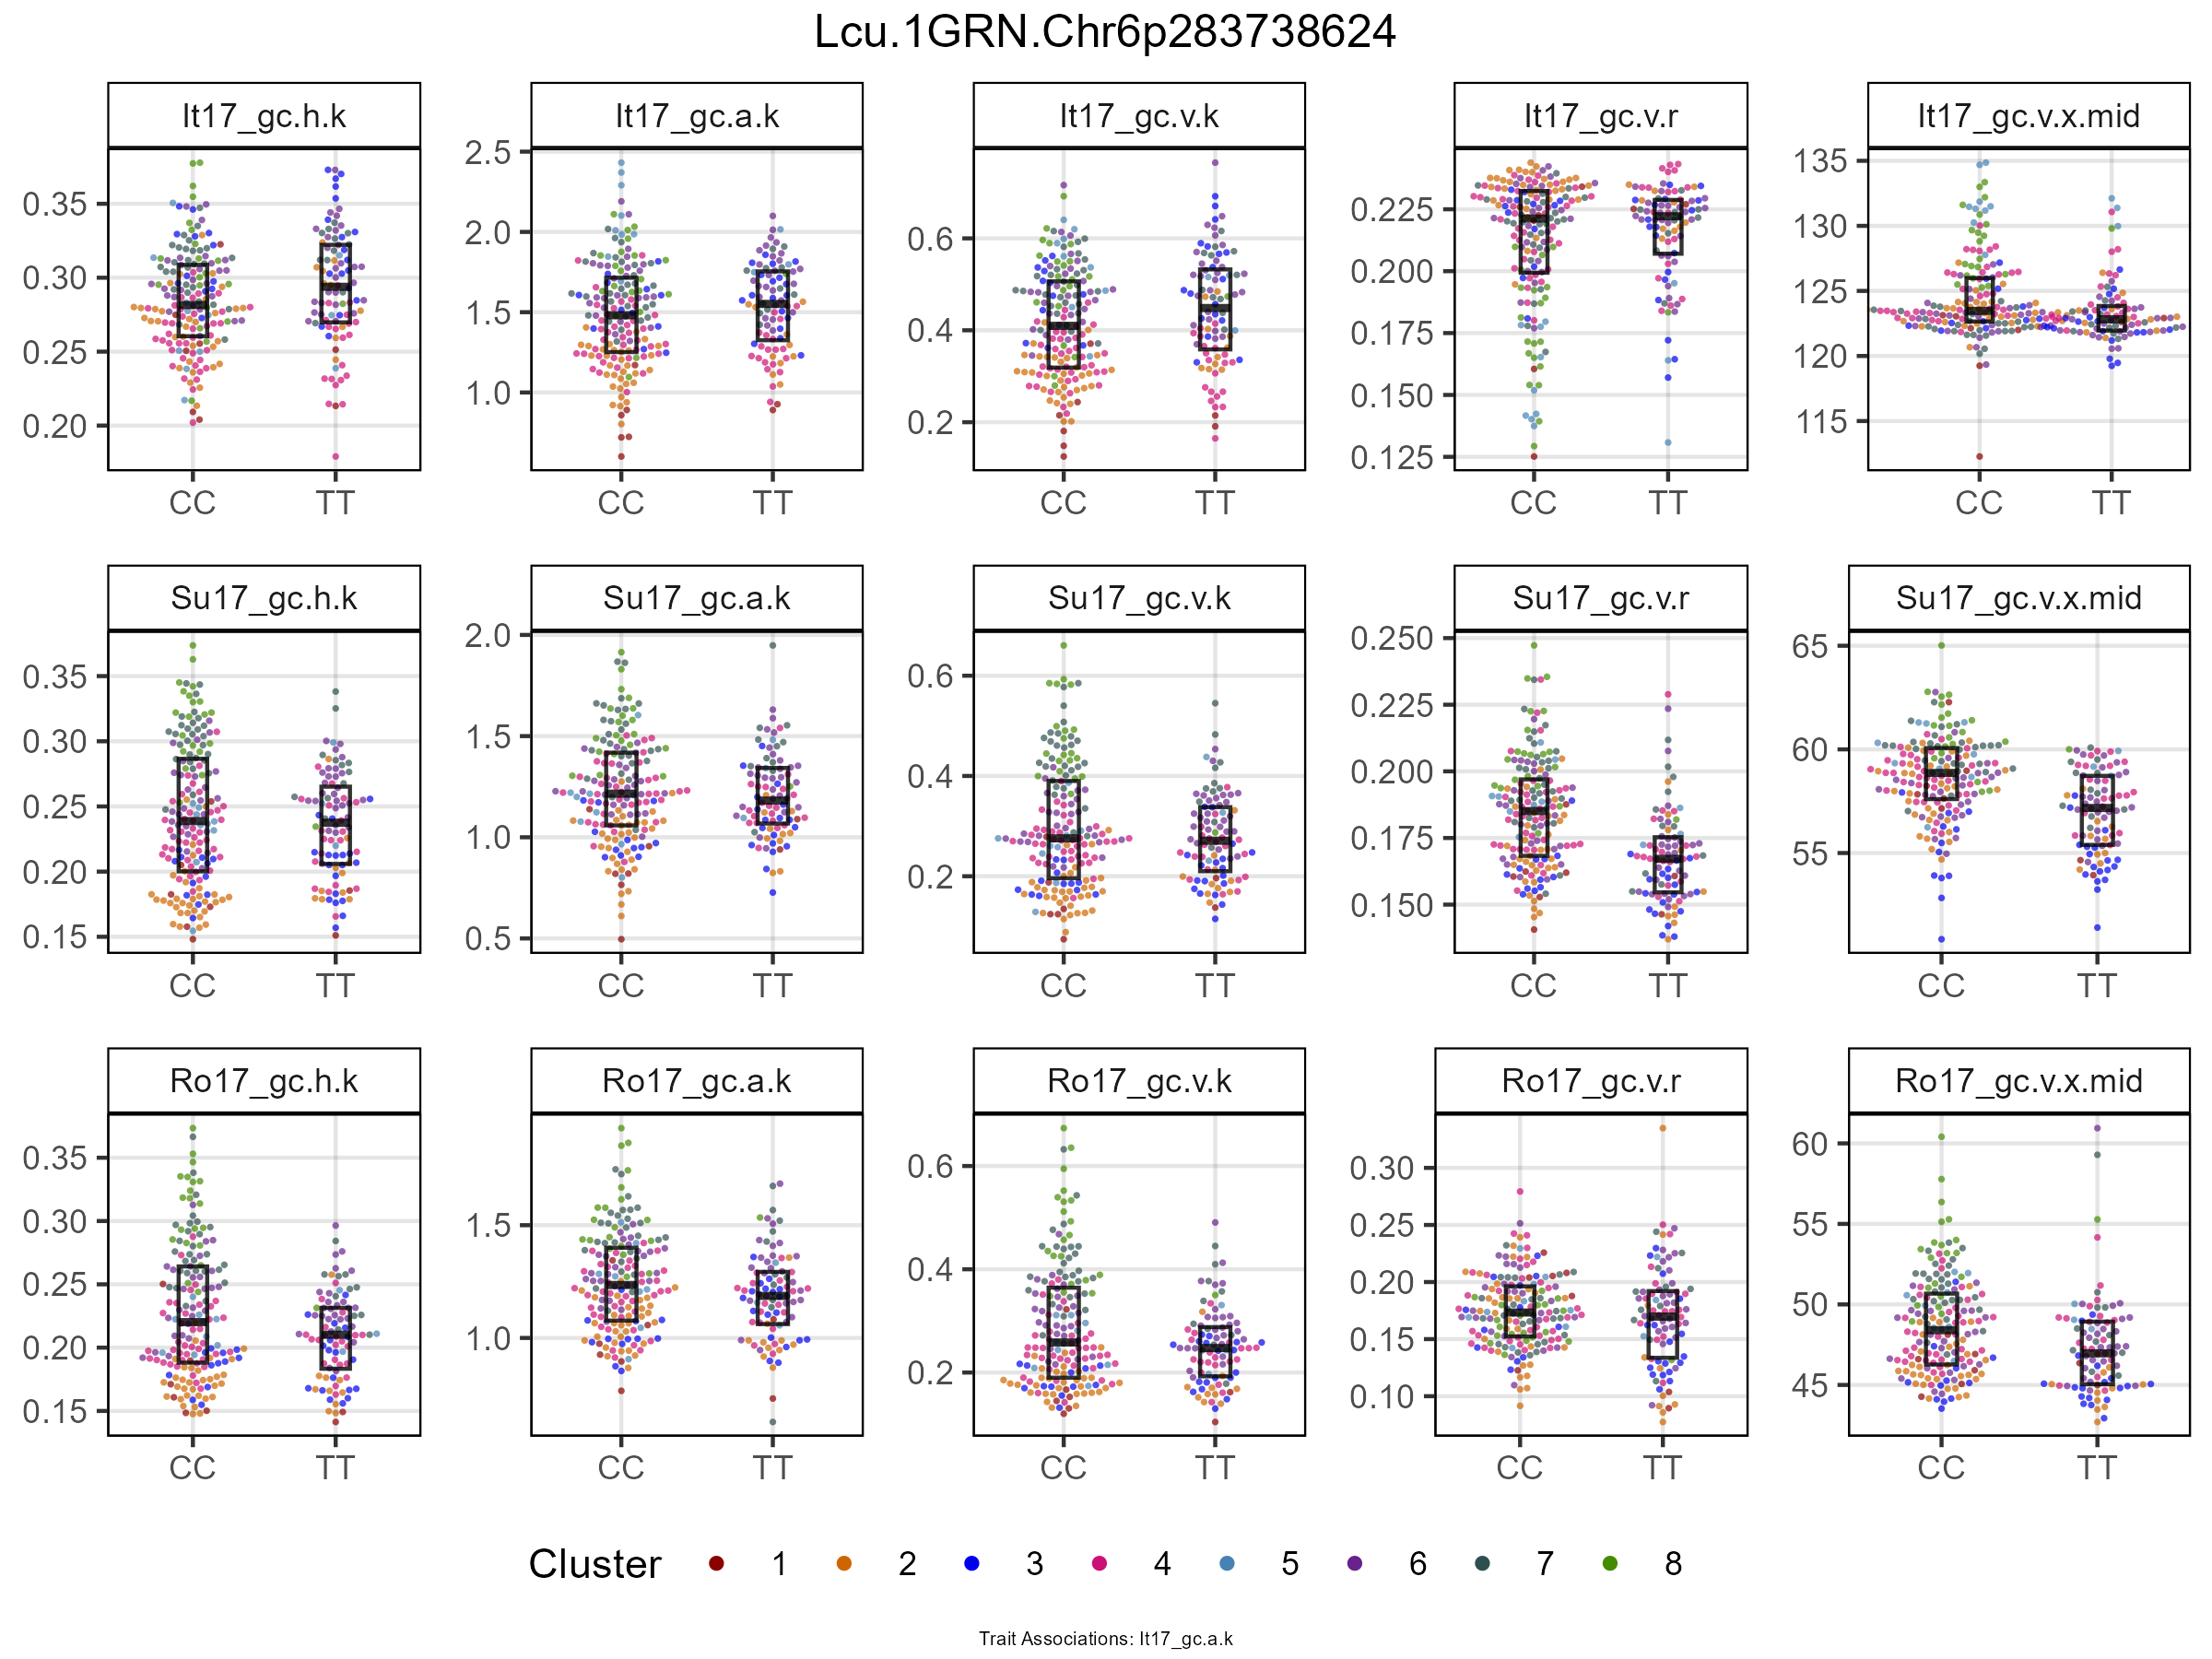 Lcu.1GRN.Chr6p283738624
It17_gc.h.k
It17_gc.a.k
It17_gc.v.k
It17_gc.v.r
It17_gc.v.x.mid
0.35
0.30
0.25
0.20
CC TT
2.5
2.0
1.5
1.0
CC TT
0.6
0.4
0.2
CC TT
0.225
0.200
0.175
0.150
0.125
CC TT
135
130
125
120
115
CC TT
Su17_gc.h.k
Su17_gc.a.k
Su17_gc.v.k
Su17_gc.v.r
Su17_gc.v.x.mid
0.35
0.30
0.25
0.20
0.15
CC TT
2.0
1.5
1.0
0.5
CC TT
0.6
0.4
0.2
CC TT
0.250
0.225
0.200
0.175
0.150
CC TT
65
60
55
CC TT
Ro17_gc.h.k
Ro17_gc.a.k
Ro17_gc.v.k
Ro17_gc.v.r
Ro17_gc.v.x.mid
0.35
0.30
0.25
0.20
0.15
CC TT
1.5
1.0
CC TT
0.6
0.4
0.2
CC TT
0.30
0.25
0.20
0.15
0.10
CC TT
60
55
50
45
CC TT
Cluster 1 2 3 4 5 6 7 8
Trait Associations: It17_gc.a.k